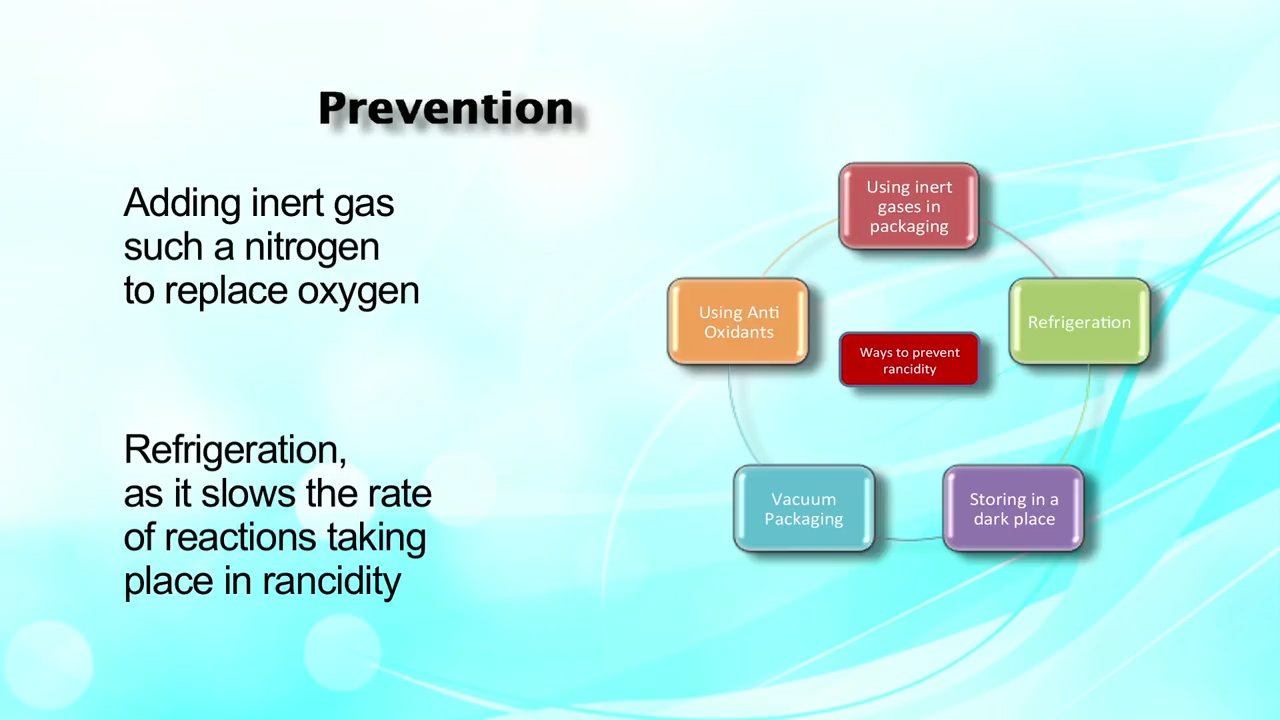 Prevention
Adding inert gas
such a nitrogen
to replace oxygen
Refrigeration,
as it slows the rate
of reactions taking
place in rancidity
Using inert
gases in
packaging
Using Anti
Oxidants
Refrigeration
Ways to prevent
rancidity
Vacuum
Packaging
Storing in a
dark place